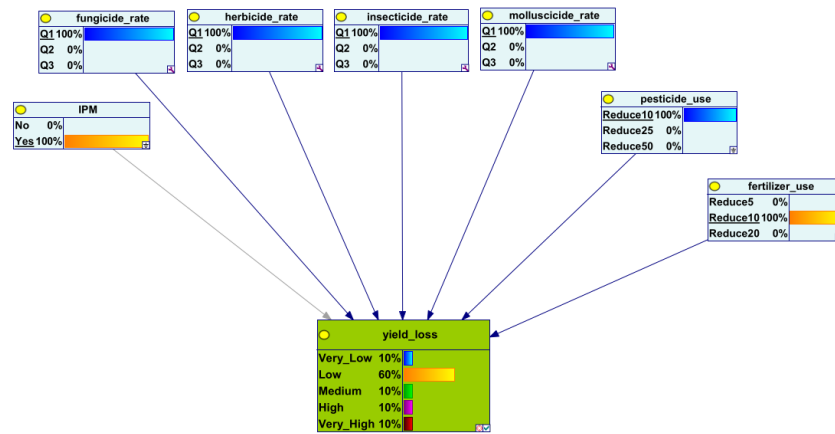 fungicide_rate
Q1 100%
Q2 0%
Q3 0%
herbicide_rate
Q1 100%
Q2 0%
Q3 0%
insecticide_rate
Q1 100%
Q2 0%
Q3 0%
molluscicide_rate
Q1 100%
Q2 0%
Q3 0%
IPM
No 0%
Yes 100%
pesticide_use
Reduce10 100%
Reduce25 0%
Reduce50 0%
fertilizer_use
Reduce5 0%
Reduce10 100%
Reduce20 0%
yield_loss
Very_Low 10%
Low 60%
Medium 10%
High 10%
Very_High 10%